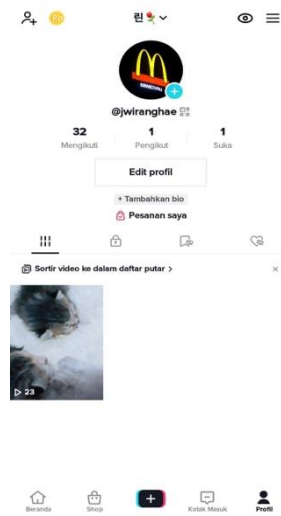 Rp
린🥀
@jwiranghae
32 1 1
Mengikuti Pengikut Suka
Edit profil
+ Tambahkan bio
Pesanan saya
Sortir video ke dalam daftar putar >
23
Beranda Shop Kotak Masuk Profil